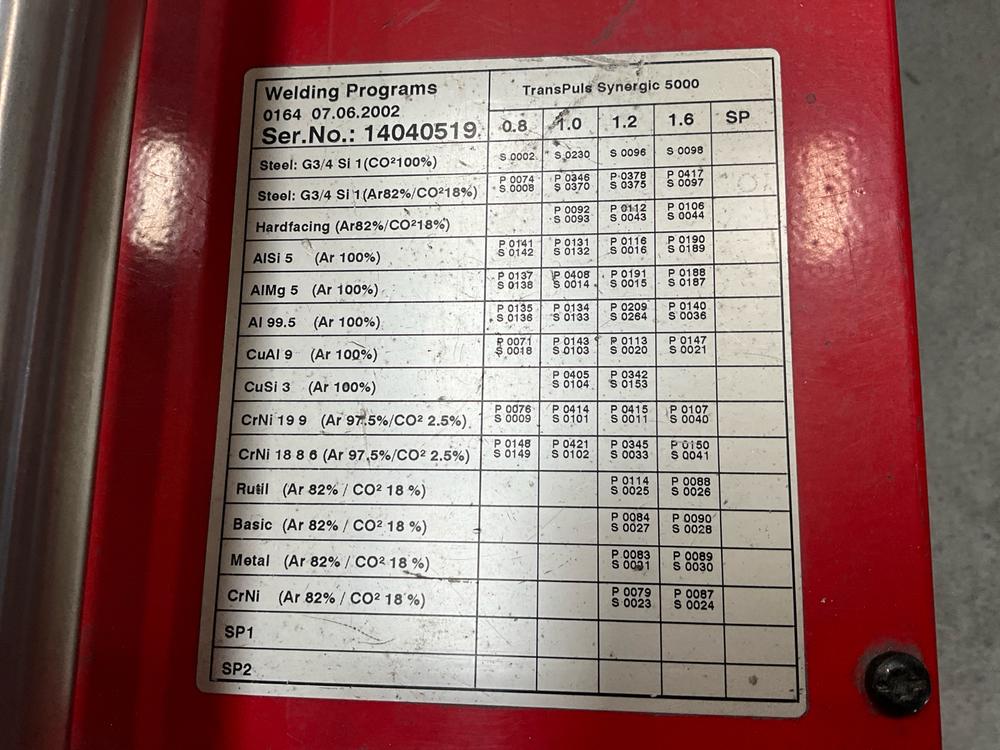 Welding Programs
0164 07.06.2002
Ser.No.: 14040519
TransPuls Synergic 5000
0.8 1.0 1.2 1.6 SP
Steel: G3/4 Si 1(CO²100%) S 0002 S 0230 S 0096 S 0098
Steel: G3/4 Si 1(Ar82%/CO²18%) P 0074 P 0346 P 0378 P 0417
S 0008 S 0370 S 0375 S 0097
Hardfacing (Ar82%/CO²18%) P 0092 P 0112 P 0106
S 0093 S 0043 S 0044
AlSi 5 (Ar 100%) P 0141 P 0131 P 0116 P 0190
S 0142 S 0132 S 0016 S 0189
AlMg 5 (Ar 100%) P 0137 P 0408 P 0191 P 0188
S 0138 S 0014 S 0015 S 0187
Al 99.5 (Ar 100%) P 0135 P 0134 P 0209 P 0140
S 0136 S 0133 S 0264 S 0036
CuAl 9 (Ar 100%) P 0071 P 0143 P 0113 P 0147
S 0018 S 0103 S 0020 S 0021
CuSi 3 (Ar 100%) P 0405 P 0342
S 0104 S 0153
CrNi 19 9 (Ar 97.5%/CO² 2.5%) P 0076 P 0414 P 0415 P 0107
S 0009 S 0101 S 0011 S 0040
CrNi 18 8 6 (Ar 97.5%/CO² 2.5%) P 0148 P 0421 P 0345 P 0150
S 0149 S 0102 S 0033 S 0041
Rutil (Ar 82% / CO² 18 %) P 0114 P 0088
S 0025 S 0026
Basic (Ar 82% / CO² 18 %) P 0084 P 0090
S 0027 S 0028
Metal (Ar 82% / CO² 18 %) P 0083 P 0089
S 0030
CrNi (Ar 82% / CO² 18 %) P 0079 P 0087
S 0023 S 0024
SP1
SP2